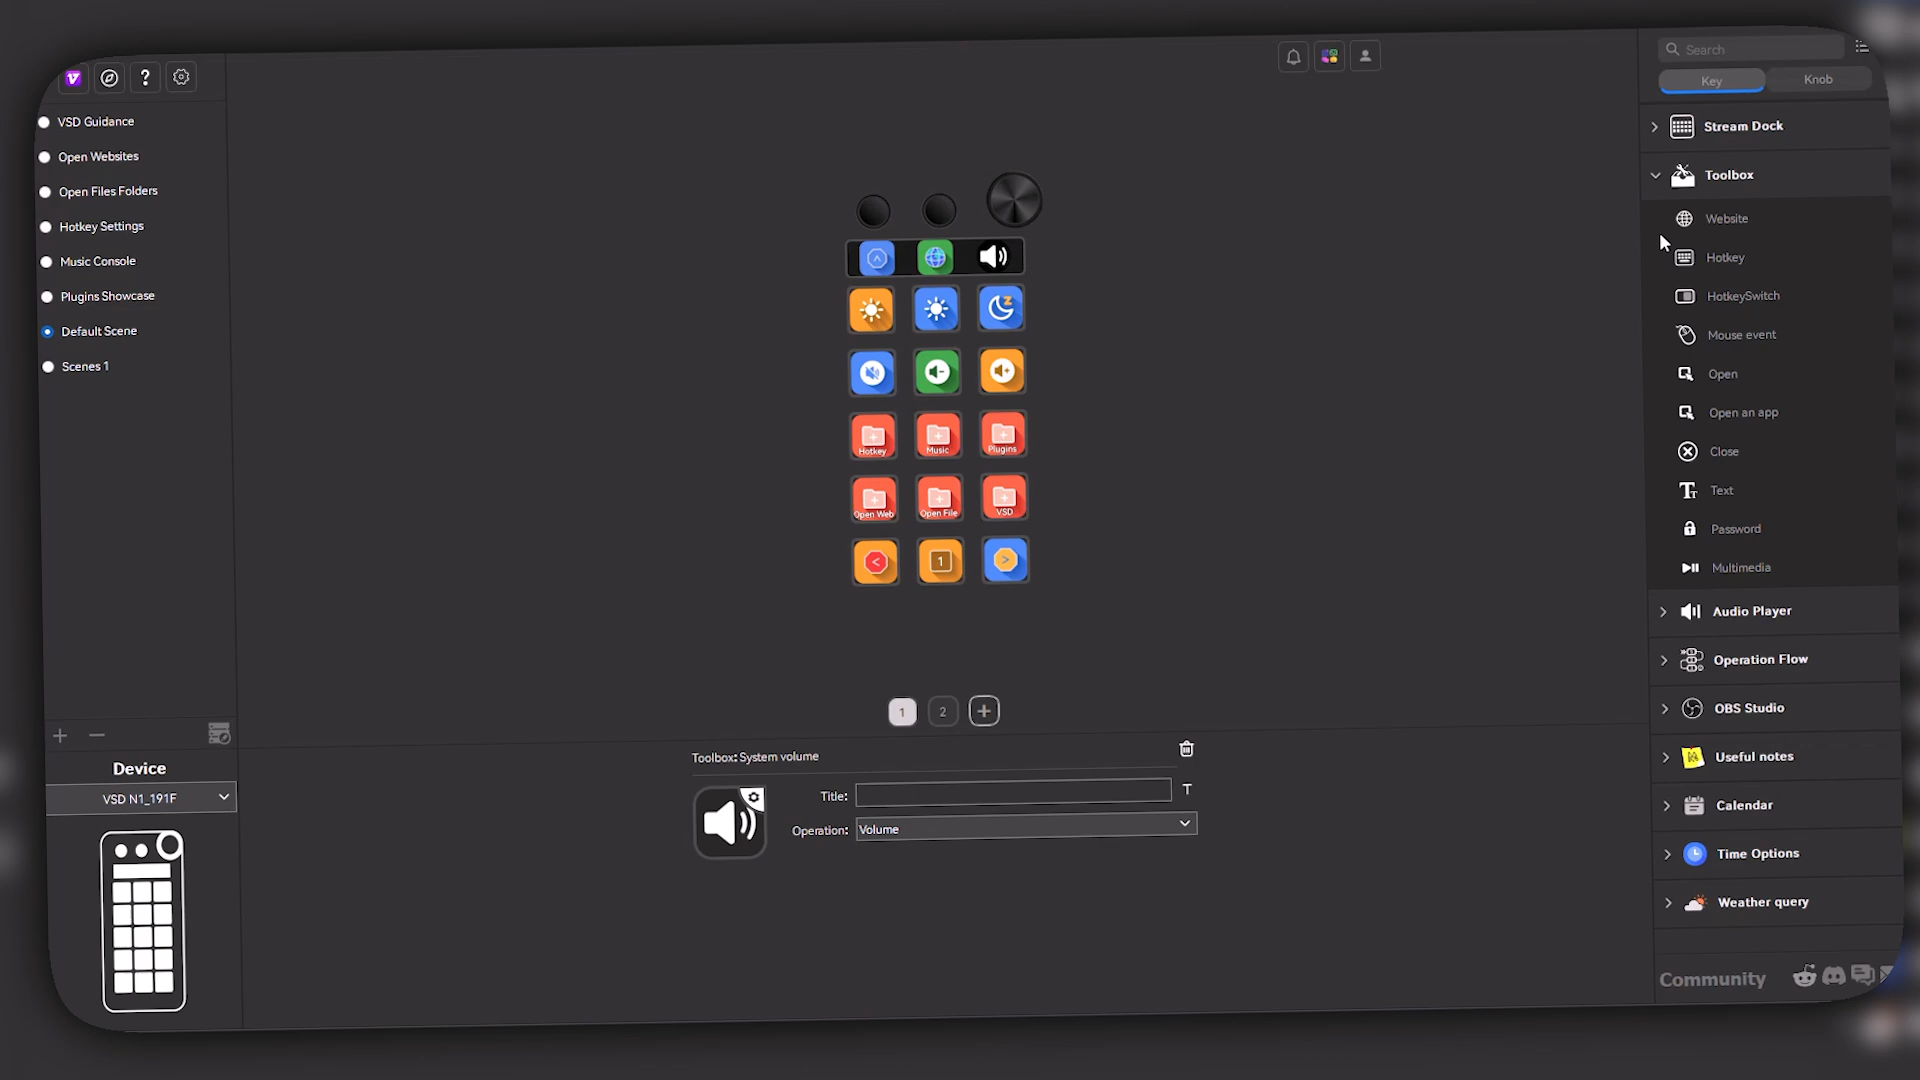 VSD Guidance
Open Websites
Open Files Folders
Hotkey Settings
Music Console
Plugins Showcase
Default Scene
Scenes 1
Device
VSD N1_191F
Hotkey
Music
Plugins
Open Web
Open File
VSD
1
1
2
Toolbox:System volume
Title:
T
Operation:
Volume
Search
Key
Knob
Stream Dock
Toolbox
Website
Hotkey
HotkeySwitch
Mouse event
Open
Open an app
Close
Text
Password
Multimedia
Audio Player
Operation Flow
OBS Studio
Useful notes
Calendar
Time Options
Weather query
Community